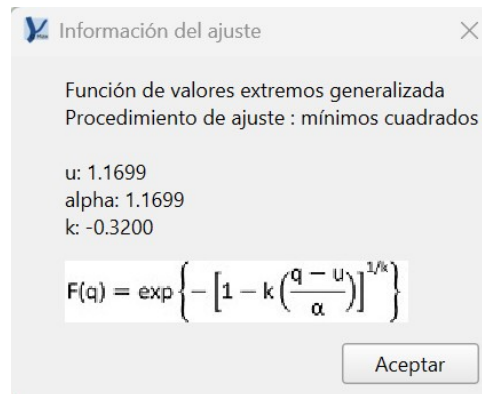 Información del ajuste
Función de valores extremos generalizada
Procedimiento de ajuste : mínimos cuadrados
u: 1.1699
alpha: 1.1699
k: -0.3200
F(q) = exp{−[1 − k((q − u)/α)]^{1/k}}
Aceptar